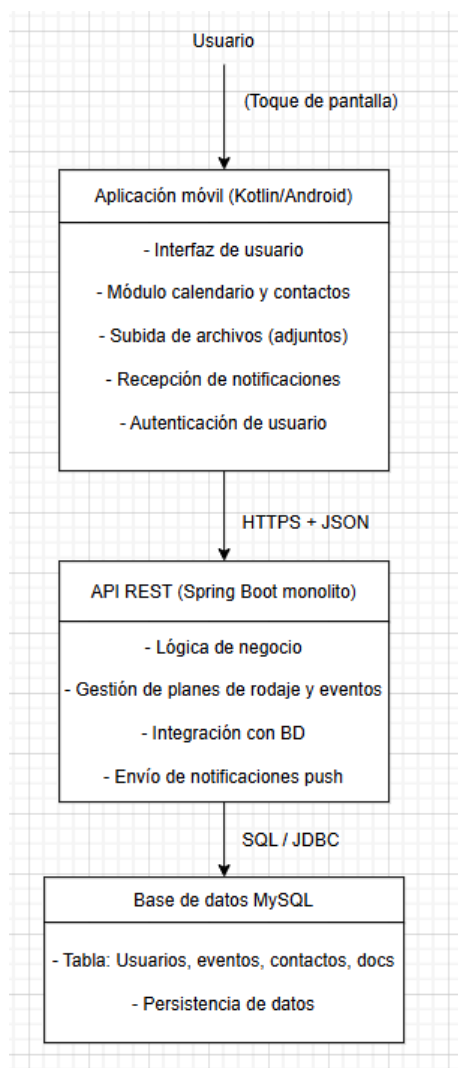 Usuario
(Toque de pantalla)
Aplicación móvil (Kotlin/Android)
- Interfaz de usuario
- Módulo calendario y contactos
- Subida de archivos (adjuntos)
- Recepción de notificaciones
- Autenticación de usuario
HTTPS + JSON
API REST (Spring Boot monolito)
- Lógica de negocio
- Gestión de planes de rodaje y eventos
- Integración con BD
- Envío de notificaciones push
SQL / JDBC
Base de datos MySQL
- Tabla: Usuarios, eventos, contactos, docs
- Persistencia de datos